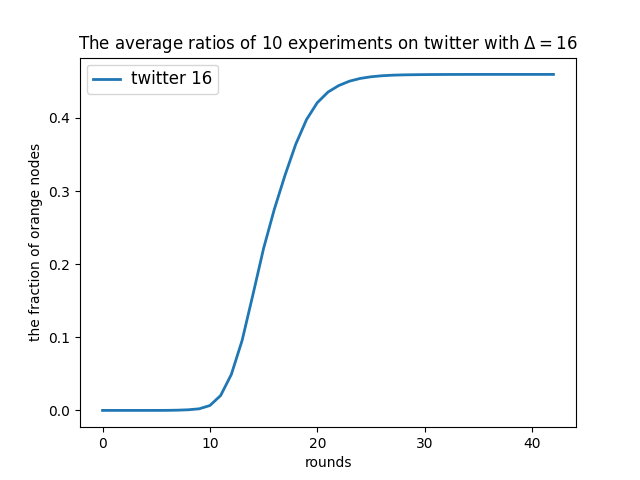 The average ratios of 10 experiments on twitter with Δ = 16
twitter 16
the fraction of orange nodes
0.4
0.3
0.2
0.1
0.0
0 10 20 30 40
rounds